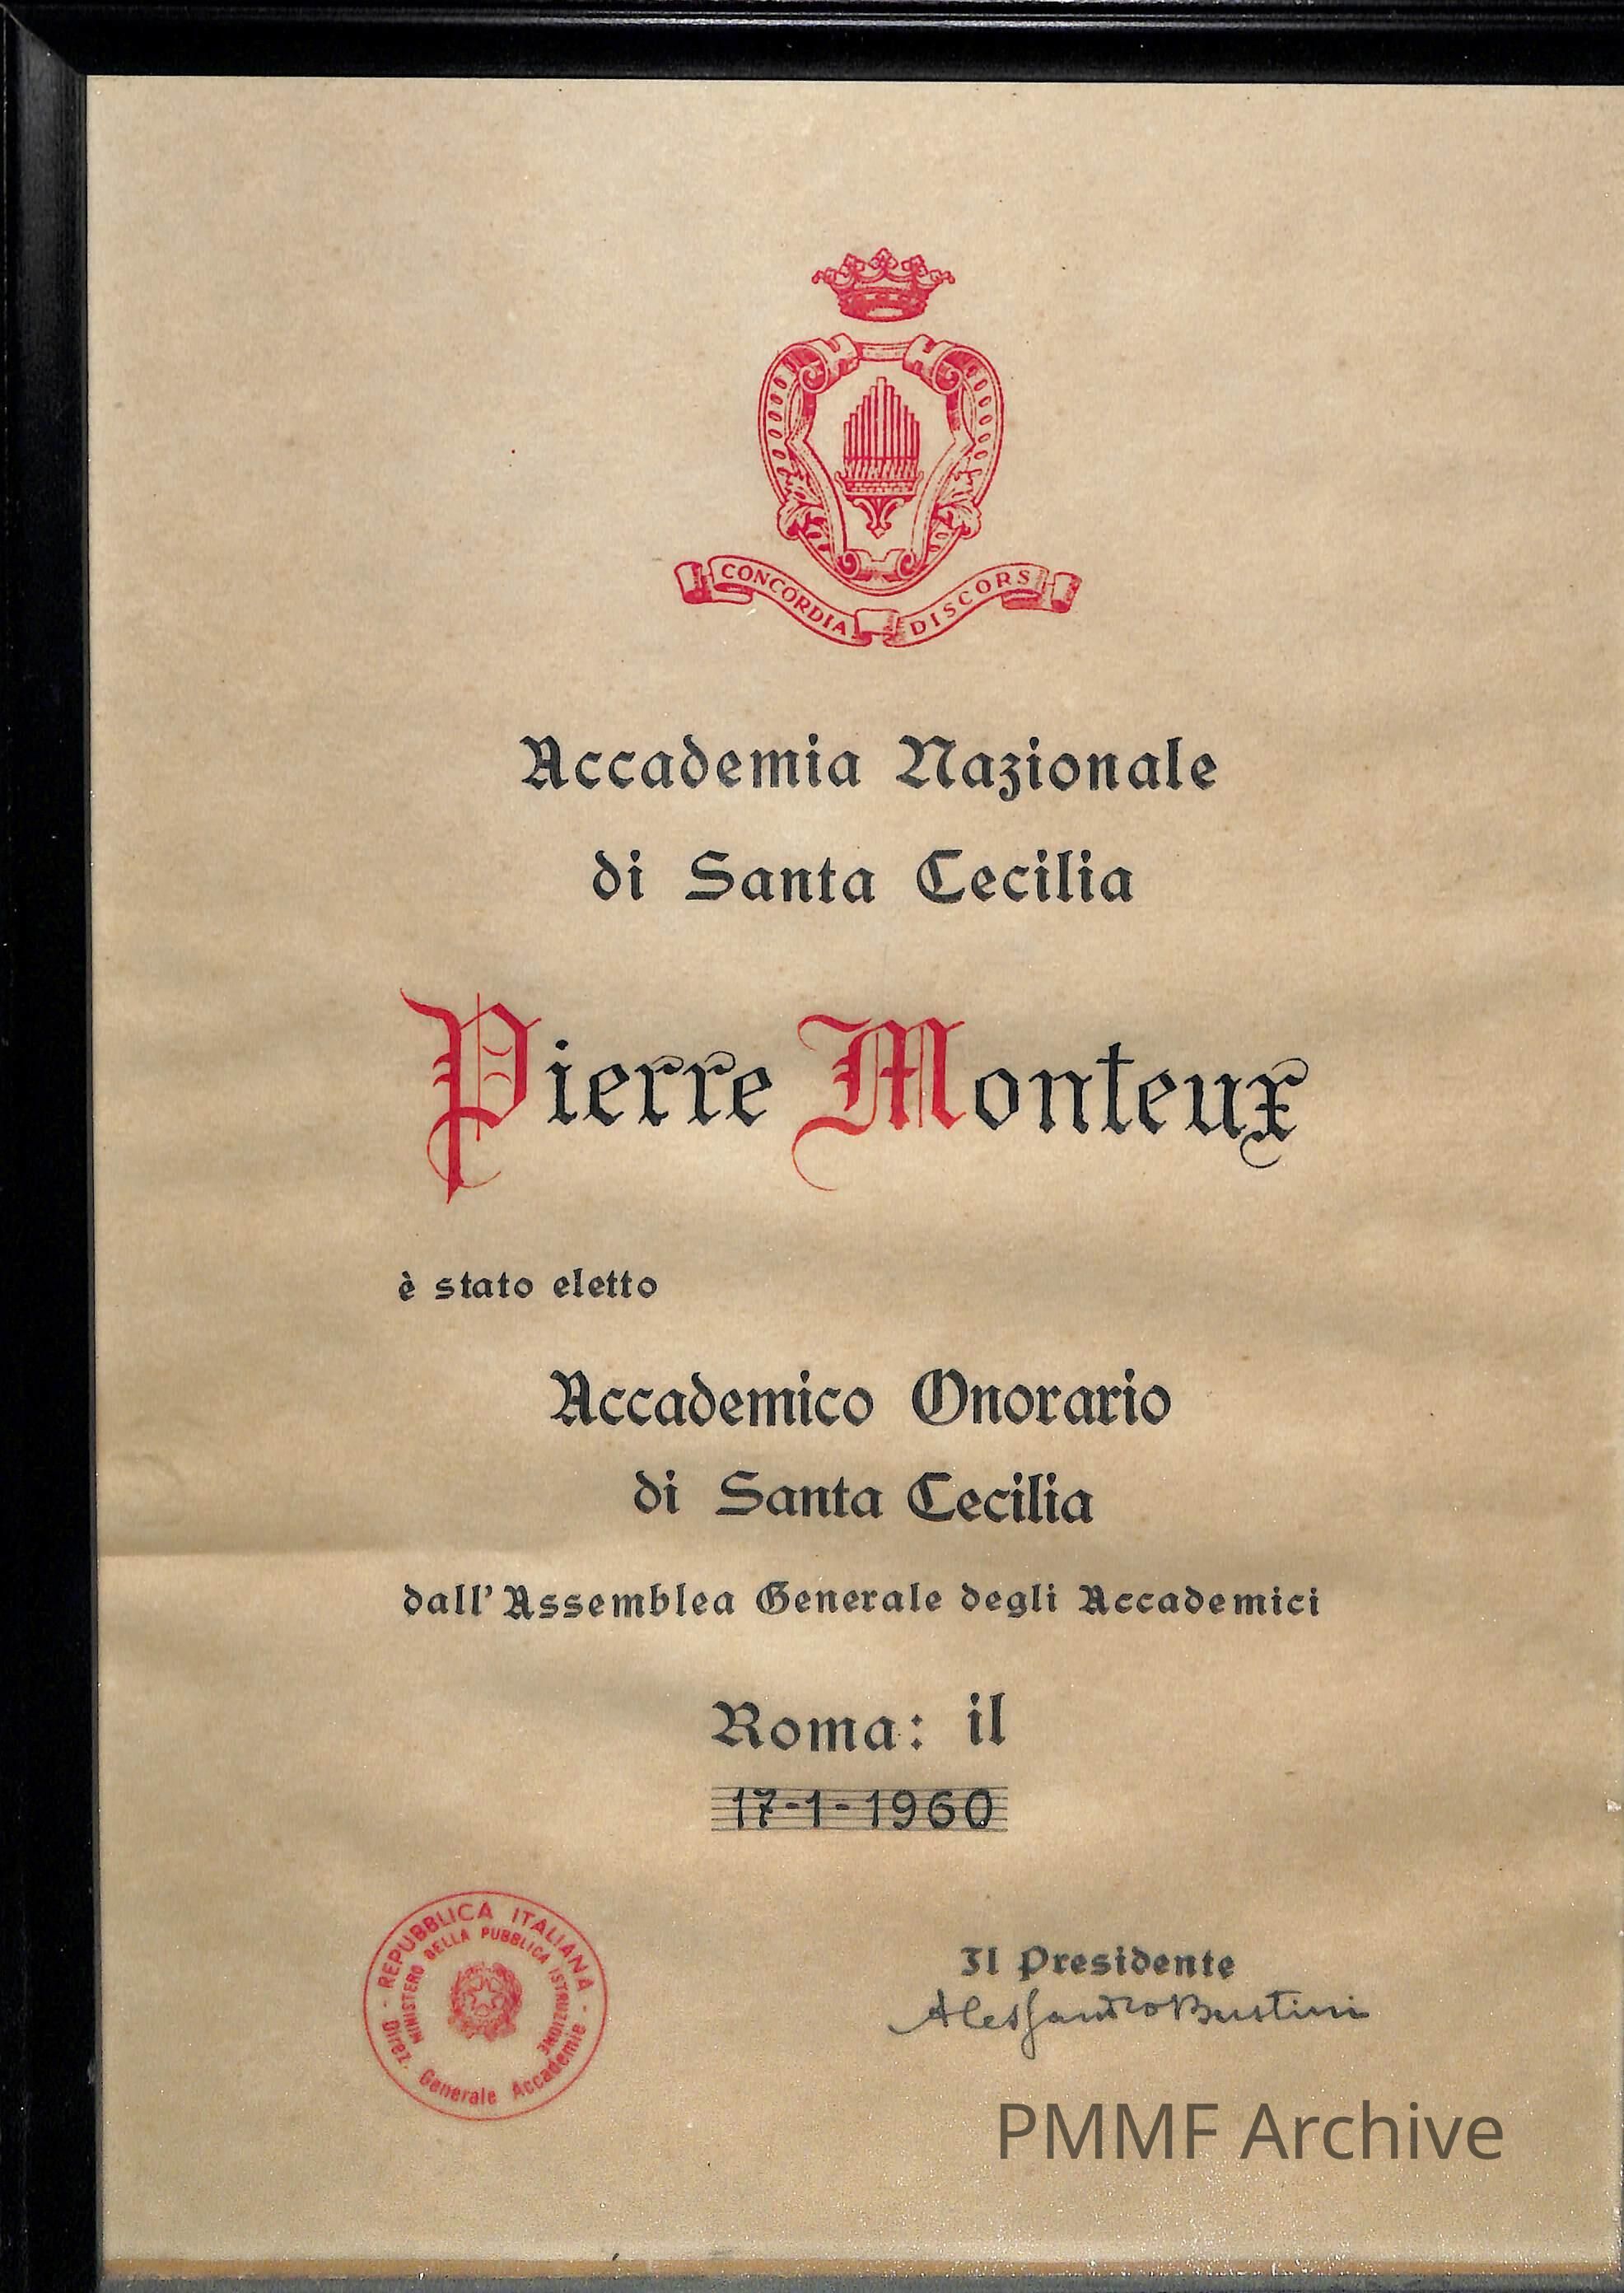 CONCORDIA DISCORS
Accademia Nazionale
di Santa Cecilia
Pierre Monteux
è stato eletto
Accademico Onorario
di Santa Cecilia
dall'Assemblea Generale degli Accademici
Roma: il
17-1-1960
- REPUBBLICA ITALIANA -
MINISTERO DELLA PUBBLICA ISTRUZIONE
Direz. Generale Accademie
Il Presidente
Alessandro Bustini
PMMF Archive